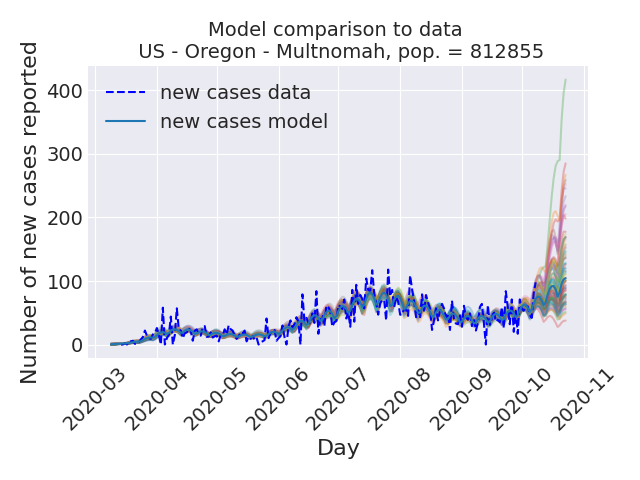 Model comparison to data
US - Oregon - Multnomah, pop. = 812855
Number of new cases reported
400
300
200
100
0
new cases data
new cases model
2020-03
2020-04
2020-05
2020-06
2020-07
2020-08
2020-09
2020-10
2020-11
Day